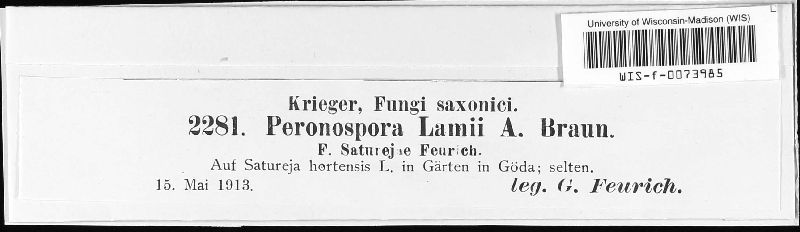 University of Wisconsin-Madison (WIS)
WIS-f-0073985
Krieger, Fungi saxonici.
2281. Peronospora Lamii A. Braun.
F. Saturejae Feurich.
Auf Satureja hortensis L. in Gärten in Göda; selten.
15. Mai 1913.
leg. G. Feurich.